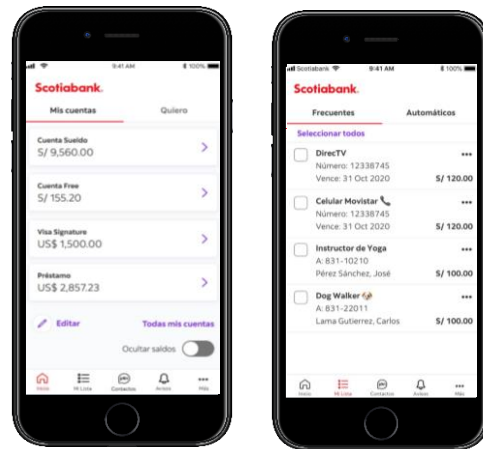 9:41 AM
100%
Scotiabank.
Mis cuentas
Quiero
Cuenta Sueldo
S/ 9,560.00
Cuenta Free
S/ 155.20
Visa Signature
US$ 1,500.00
Préstamo
US$ 2,857.23
Editar
Todas mis cuentas
Ocultar saldos
Inicio
Mi Lista
Contactos
Avisos
Más
Scotiabank
9:41 AM
100%
Scotiabank.
Frecuentes
Automáticos
Seleccionar todos
DirecTV
Número: 12338745
Vence: 31 Oct 2020
S/ 120.00
Celular Movistar
Número: 12338745
Vence: 31 Oct 2020
S/ 120.00
Instructor de Yoga
A: 831-10210
Pérez Sánchez, José
S/ 100.00
Dog Walker
A: 831-22011
Lama Gutierrez, Carlos
S/ 100.00
Inicio
Mi Lista
Contactos
Avisos
Más